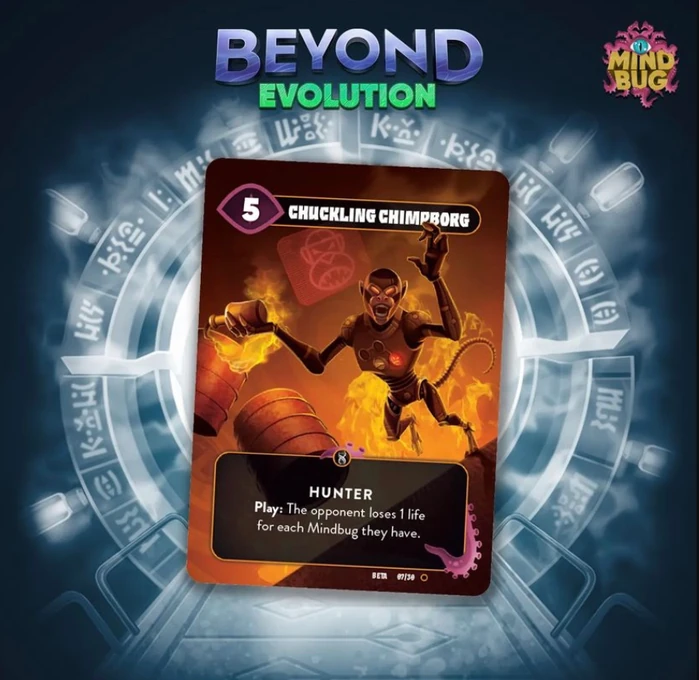 BEYOND
EVOLUTION
MIND
BUG
5
CHUCKLING CHIMPBORG
HUNTER
Play: The opponent loses 1 life
for each Mindbug they have.
BETA 07/50